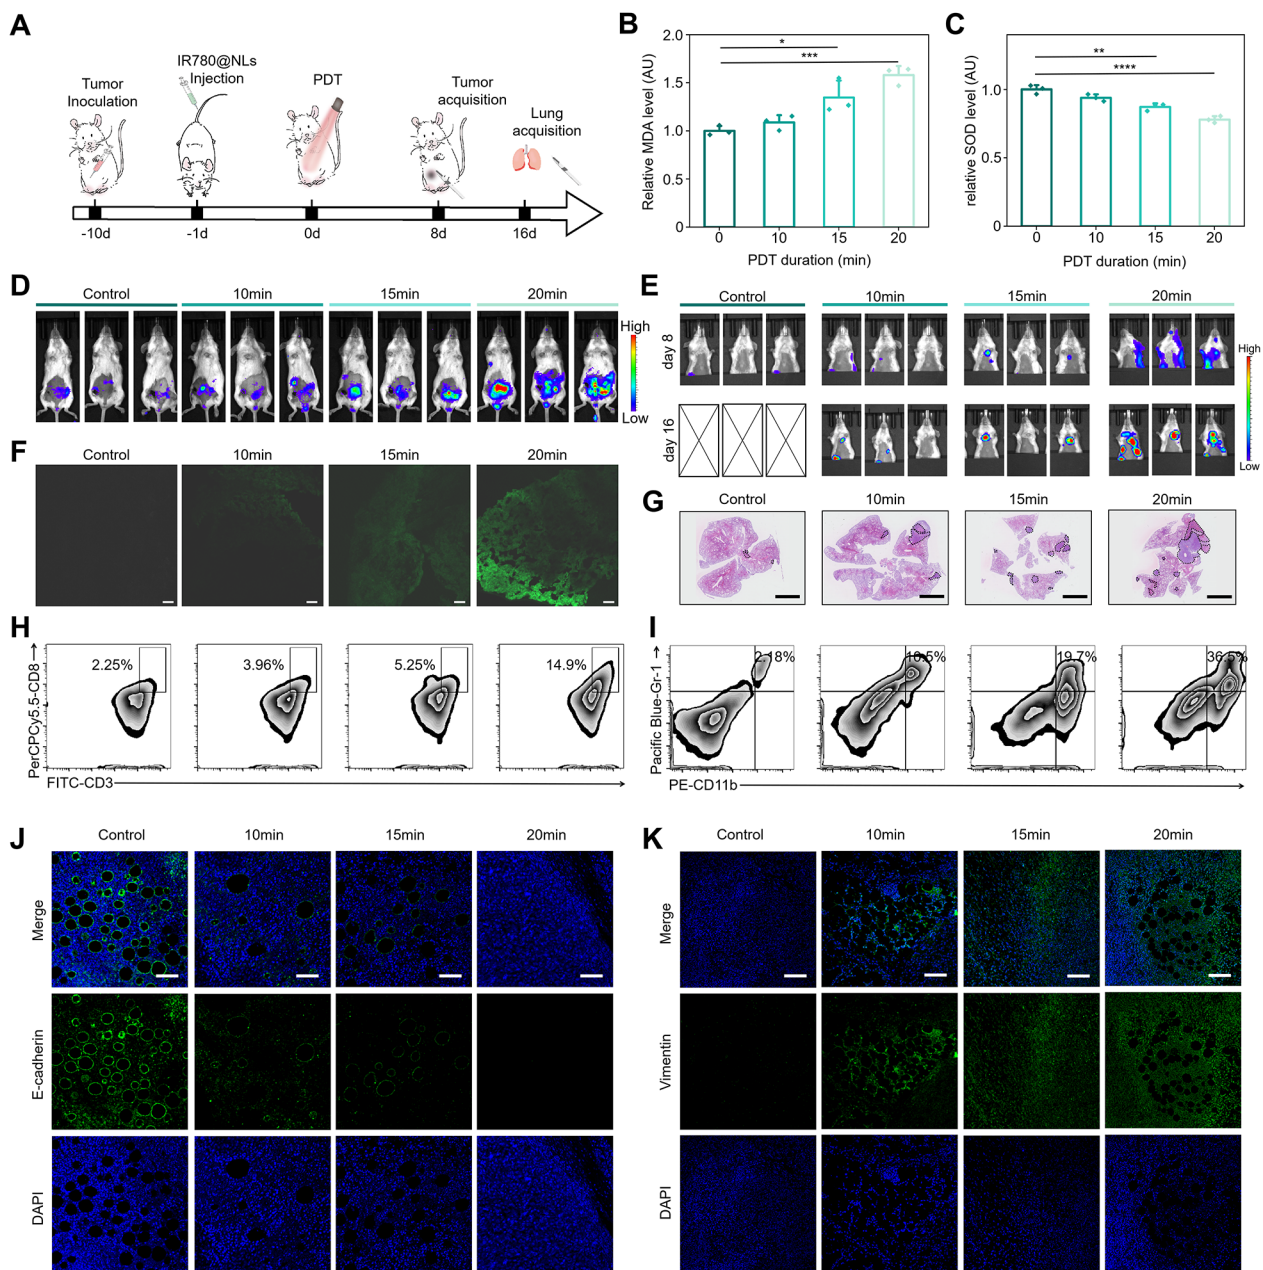 A
Tumor
Inoculation
IR780@NLs
Injection
PDT
Tumor
acquisition
Lung
acquisition
-10d
-1d
0d
8d
16d
B
Relative MDA level (AU)
2.0
1.5
1.0
0.5
0
*
***
0
10
15
20
PDT duration (min)
C
relative SOD level (AU)
1.0
0.5
0
**
****
0
10
15
20
PDT duration (min)
D
Control
10min
15min
20min
High
Low
E
Control
10min
15min
20min
day 8
day 16
High
Low
F
Control
10min
15min
20min
G
Control
10min
15min
20min
H
PerCPCy5.5-CD8
2.25%
3.96%
5.25%
14.9%
FITC-CD3
I
Pacific Blue-Gr-1
2.18%
10.5%
19.7%
36.5%
PE-CD11b
J
Control
10min
15min
20min
Merge
E-cadherin
DAPI
K
Control
10min
15min
20min
Merge
Vimentin
DAPI